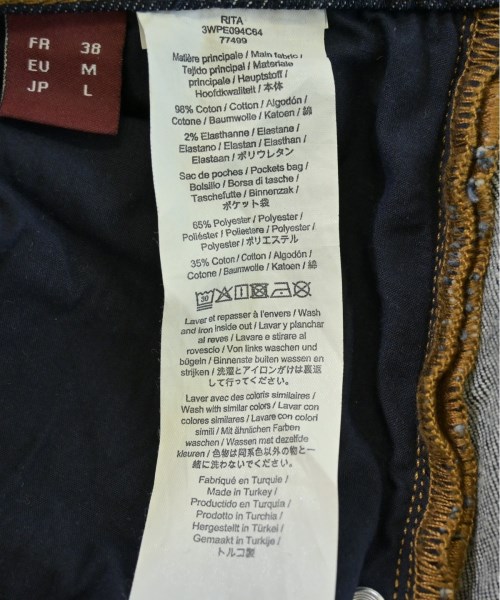 FR 38
EU M
JP L
RITA
3WPE094C64
77499
Matière principale / Main fabric /
Tejido principal / Materiale
principale / Hauptstoff /
Hoofdkwaliteit / 本体
98% Coton / Cotton / Algodón /
Cotone / Baumwolle / Katoen / 綿
2% Elasthanne / Elastane /
Elastano / Elastan / Elasthan /
Elastaan / ポリウレタン
Sac de poches / Pockets bag /
Bolsillo / Borsa di tasche /
Taschefutter / Binnenzak /
ポケット袋
65% Polyester / Polyester /
Poliéster / Poliestere / Polyester /
Polyester / ポリエステル
35% Coton / Cotton / Algodón /
Cotone / Baumwolle / Katoen / 綿
30
Laver et repasser à l'envers / Wash
and iron inside out / Lavar y planchar
al reves / Lavare e stirare al
rovescio / Von links waschen und
bügeln / Binnenste buiten wassen en
strijken / 洗濯とアイロンがけは裏返
して行ってください。
Laver avec des coloris similaires /
Wash with similar colors / Lavar con
colores similares / Lavare con colori
simili / Mit ähnlichen Farben
waschen / Wassen met dezelfde
kleuren / 色物は同系色以外の物と一
緒に洗わないでください。
Fabriqué en Turquie /
Made in Turkey /
Productido en Turquía /
Prodotto in Turchia /
Hergestellt in Türkei /
Gemaakt in Turkije /
トルコ製